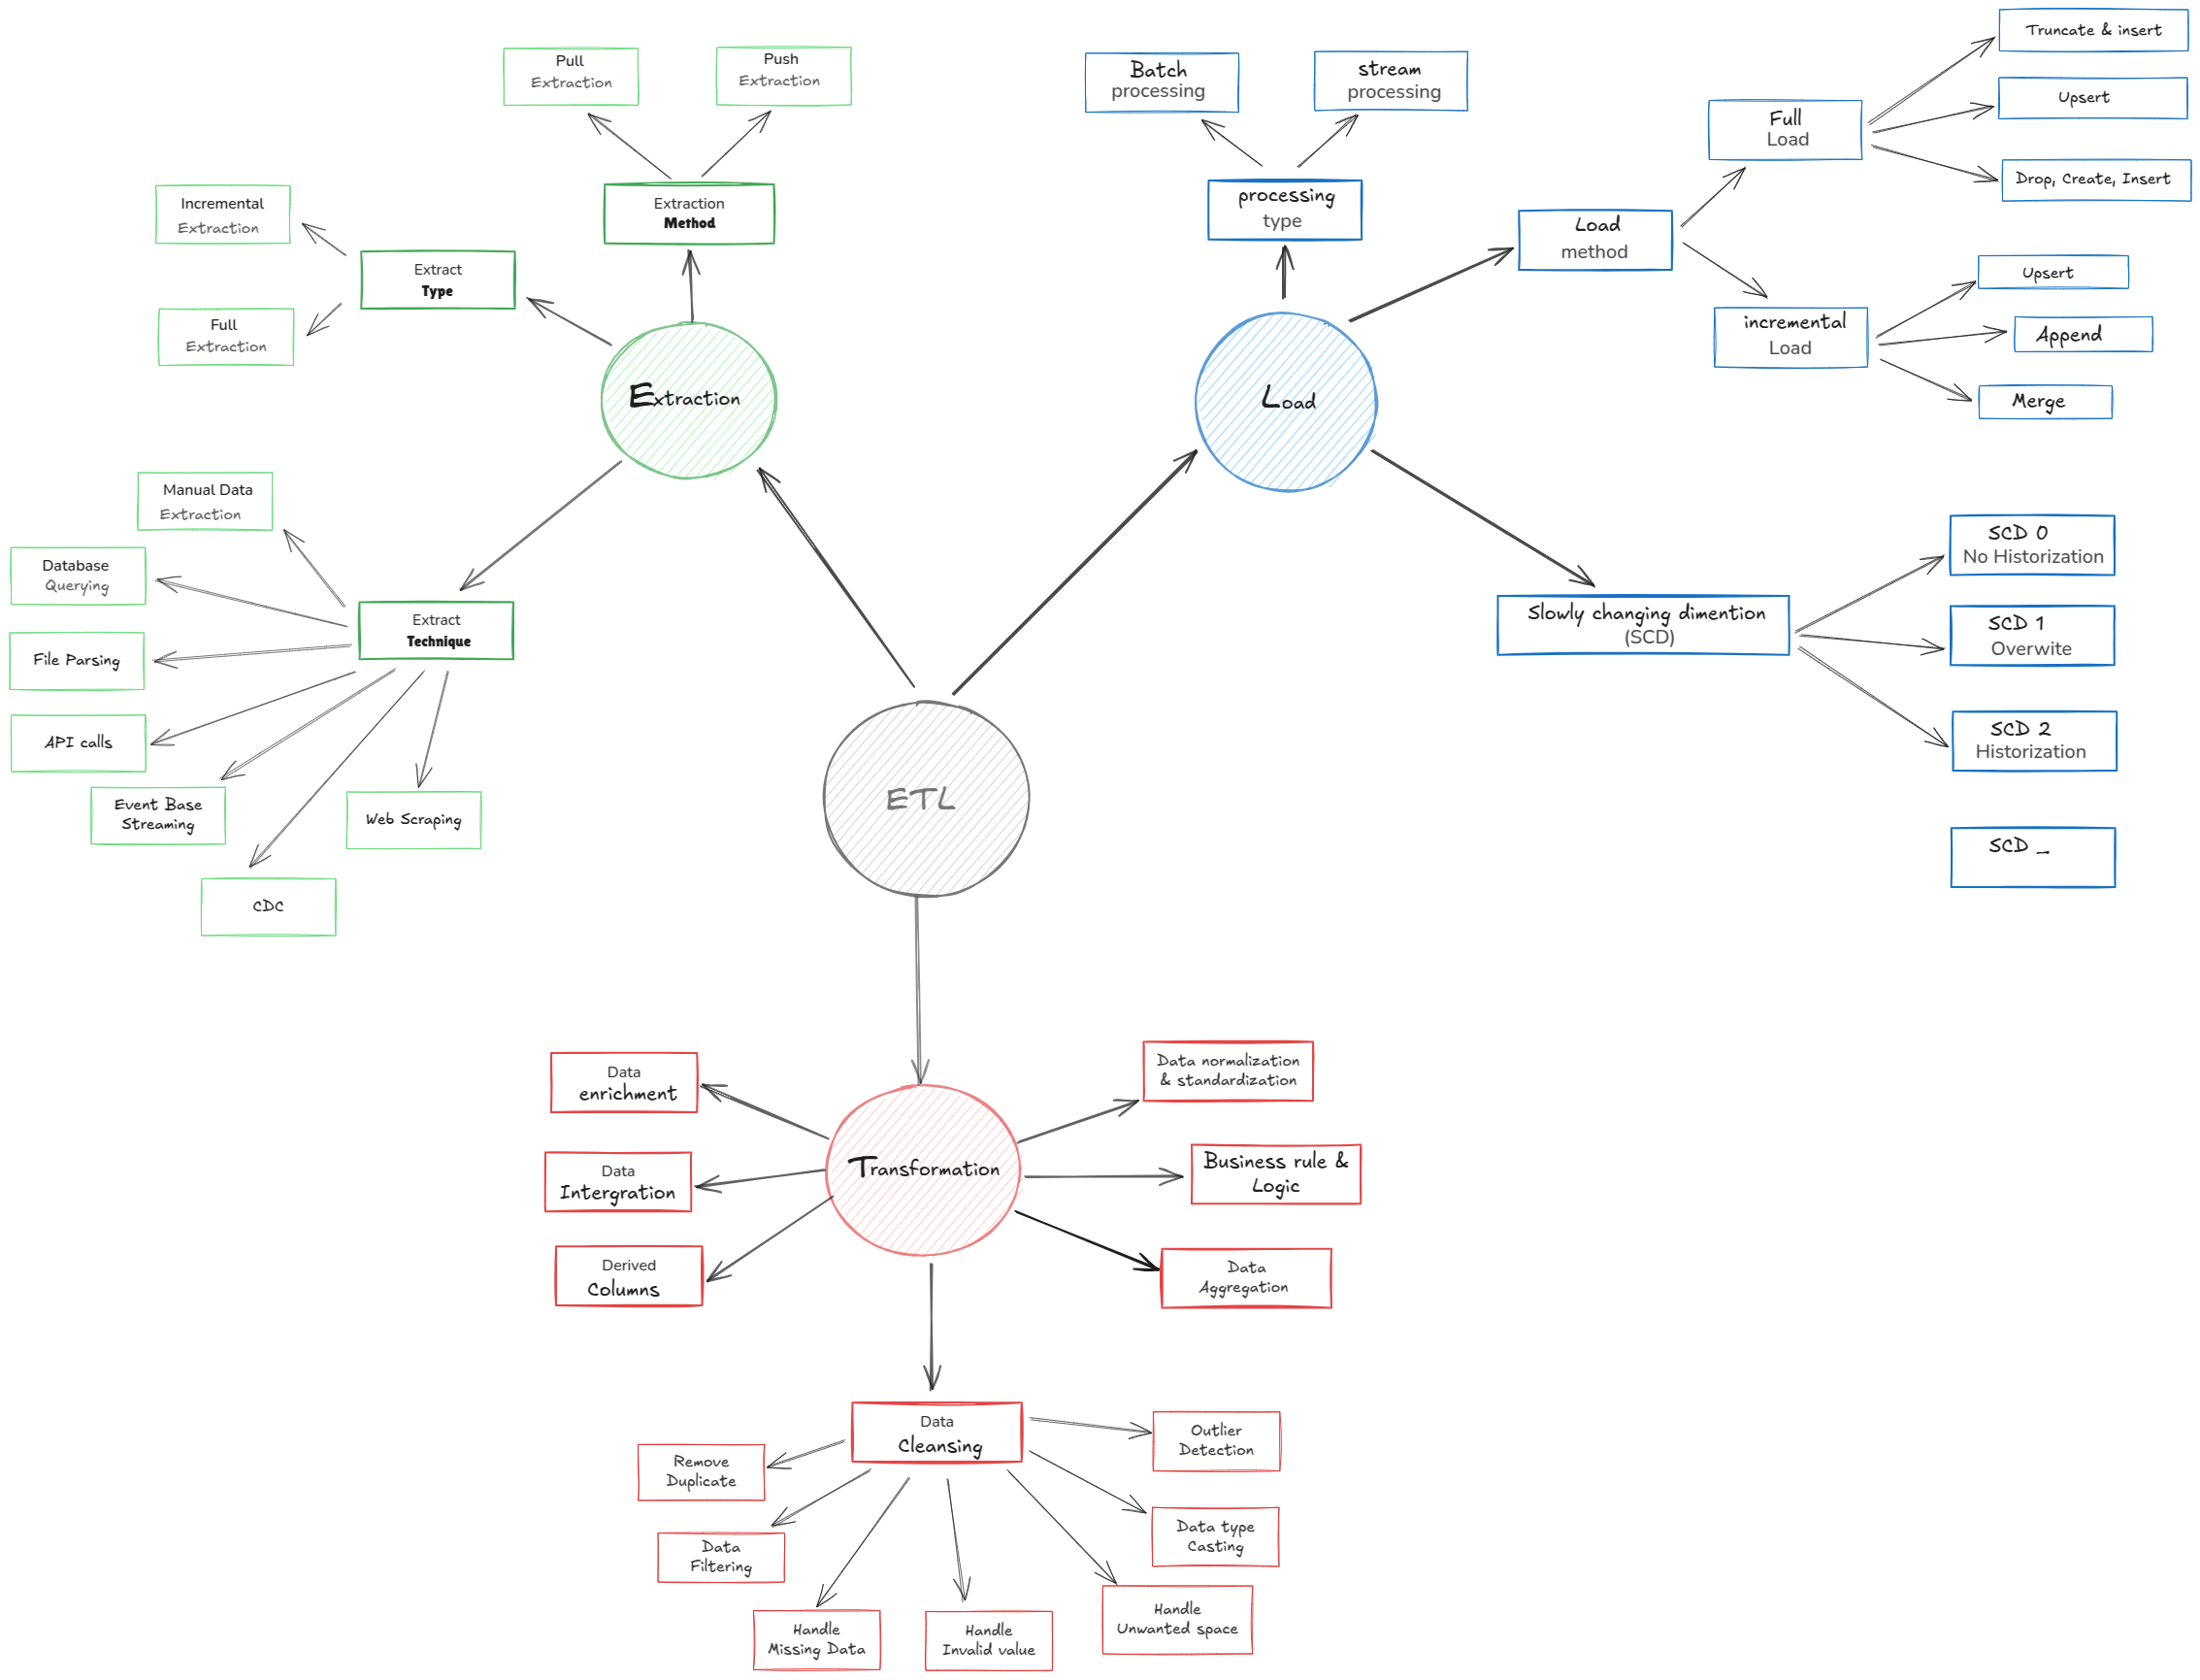 Pull
Extraction
Push
Extraction
Incremental
Extraction
Extraction
Method
Extract
Type
Full
Extraction
Extraction
Manual Data
Extraction
Database
Querying
File Parsing
API calls
Event Base
Streaming
CDC
Web Scraping
Extract
Technique
Batch
processing
stream
processing
processing
type
Load
method
Full
Load
Truncate & insert
Upsert
Drop, Create, Insert
incremental
Load
Upsert
Append
Merge
Load
Slowly changing dimention
(SCD)
SCD 0
No Historization
SCD 1
Overwite
SCD 2
Historization
SCD _
ETL
Data
enrichment
Data
Intergration
Derived
Columns
Transformation
Data normalization
& standardization
Business rule &
Logic
Data
Aggregation
Data
Cleansing
Remove
Duplicate
Data
Filtering
Handle
Missing Data
Handle
Invalid value
Handle
Unwanted space
Data type
Casting
Outlier
Detection